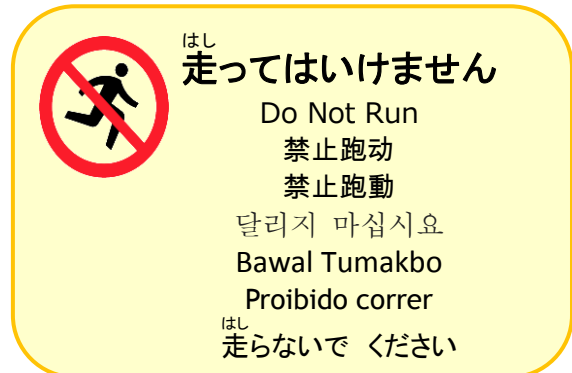 はし
走ってはいけません
Do Not Run
禁止跑动
禁止跑動
달리지 마십시요
Bawal Tumakbo
Proibido correr
はし
走らないで ください